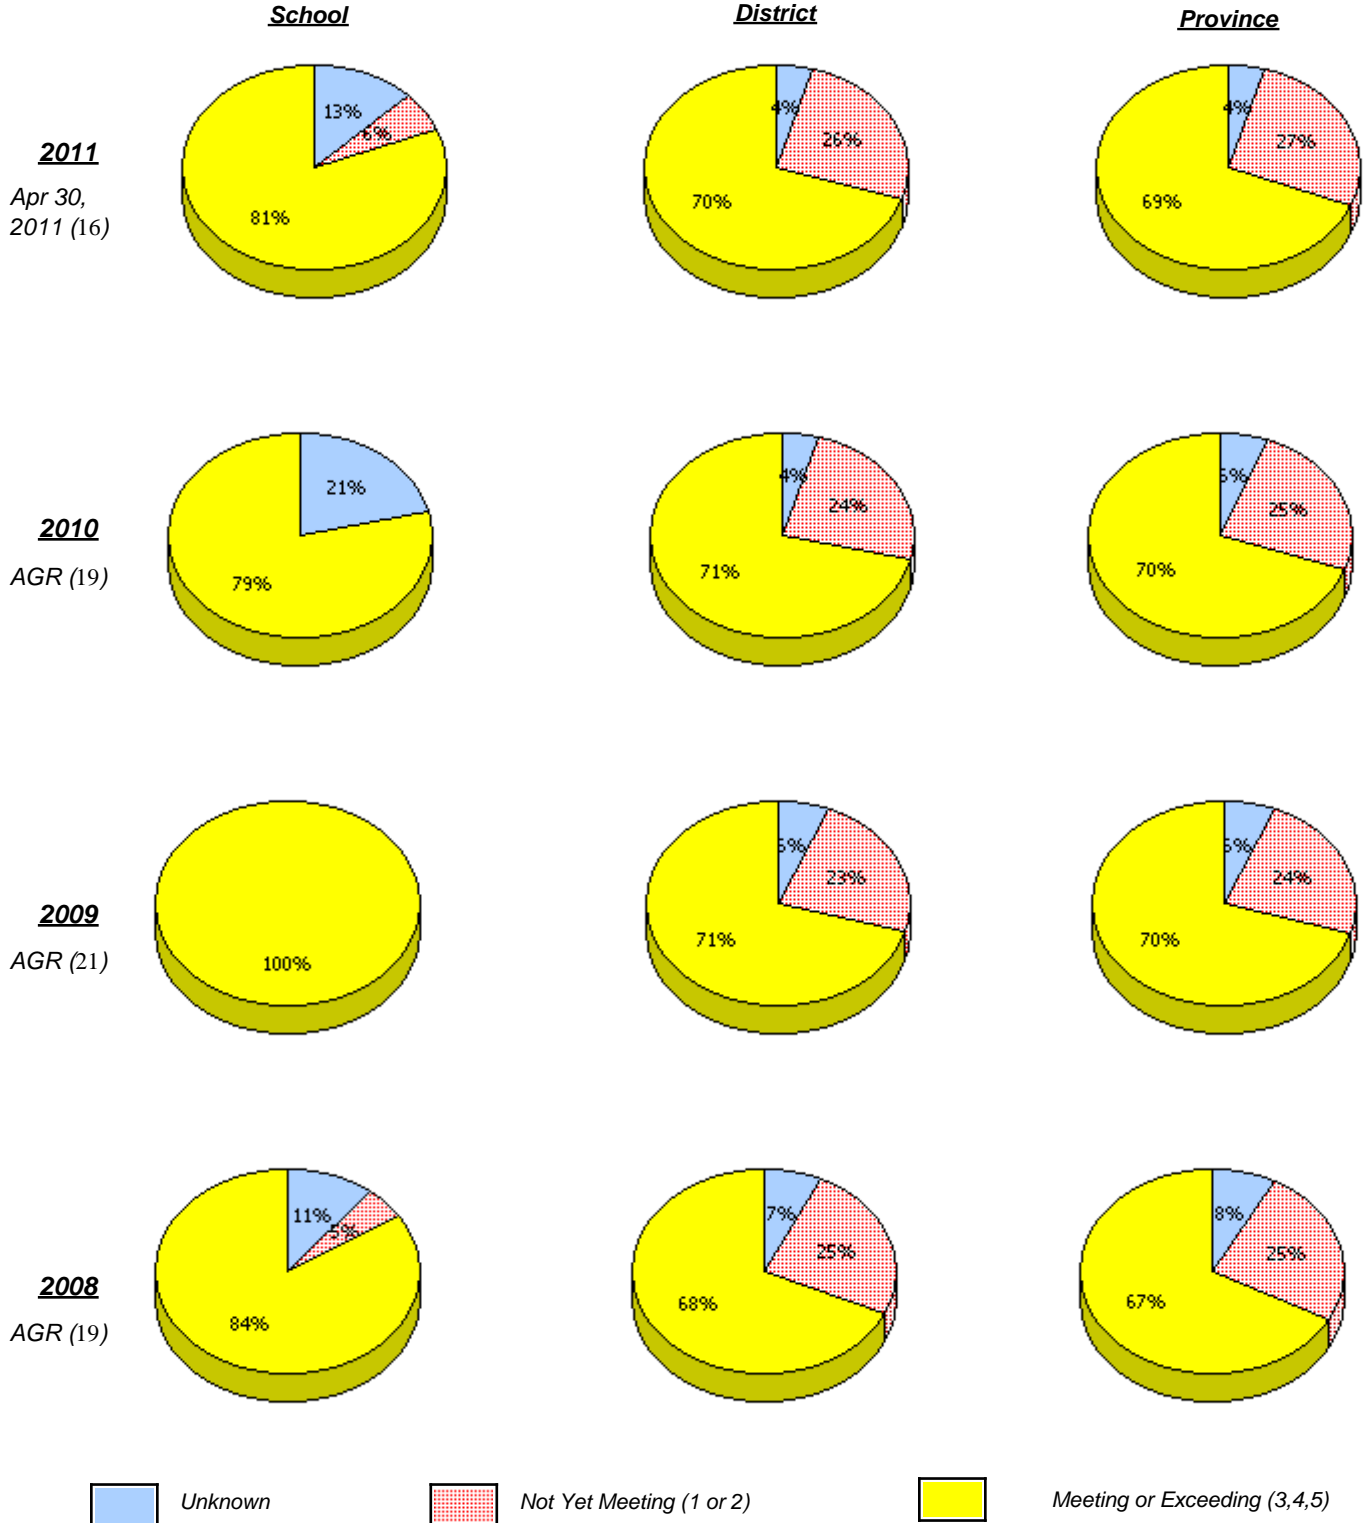 School District Province
13% 6% 81%
4% 26% 70%
4% 27% 69%
2011
Apr 30,
2011 (16)
21% 79%
4% 24% 71%
5% 25% 70%
2010
AGR (19)
100%
23% 71%
24% 70%
2009
AGR (21)
11% 5% 84%
7% 25% 68%
8% 25% 67%
2008
AGR (19)
Unknown Not Yet Meeting (1 or 2) Meeting or Exceeding (3,4,5)